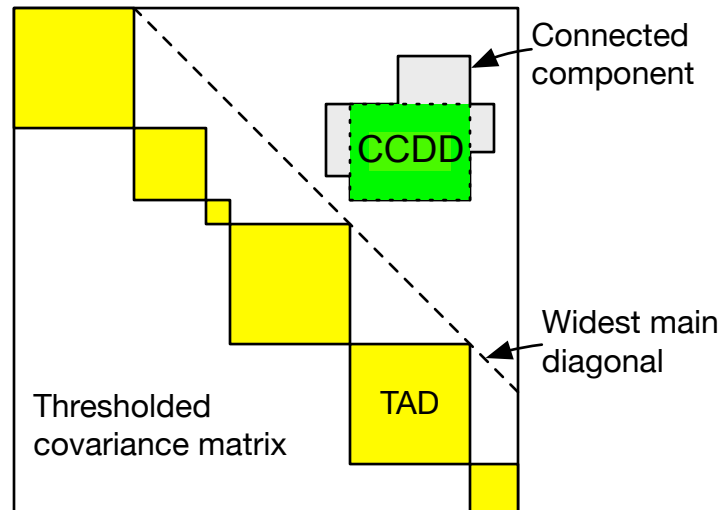 Connected
component
CCDD
Widest main
diagonal
TAD
Thresholded
covariance matrix